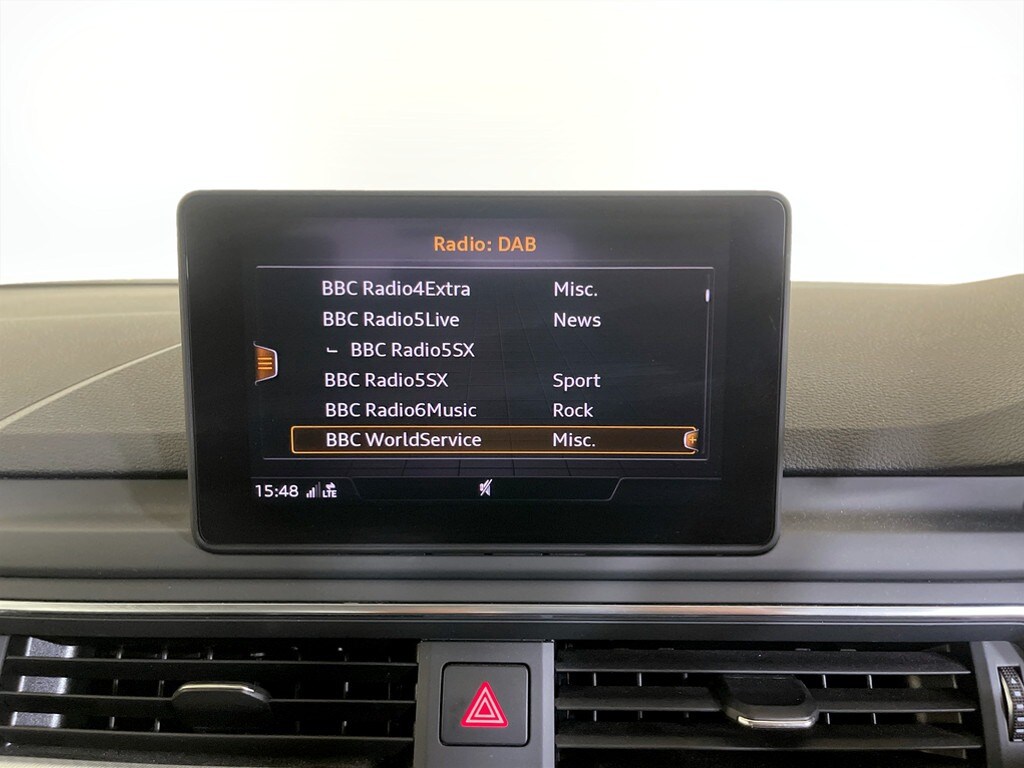 Radio: DAB
BBC Radio4Extra Misc.
BBC Radio5Live News
BBC Radio5SX
BBC Radio5SX Sport
BBC Radio6Music Rock
BBC WorldService Misc.
15:48 LTE